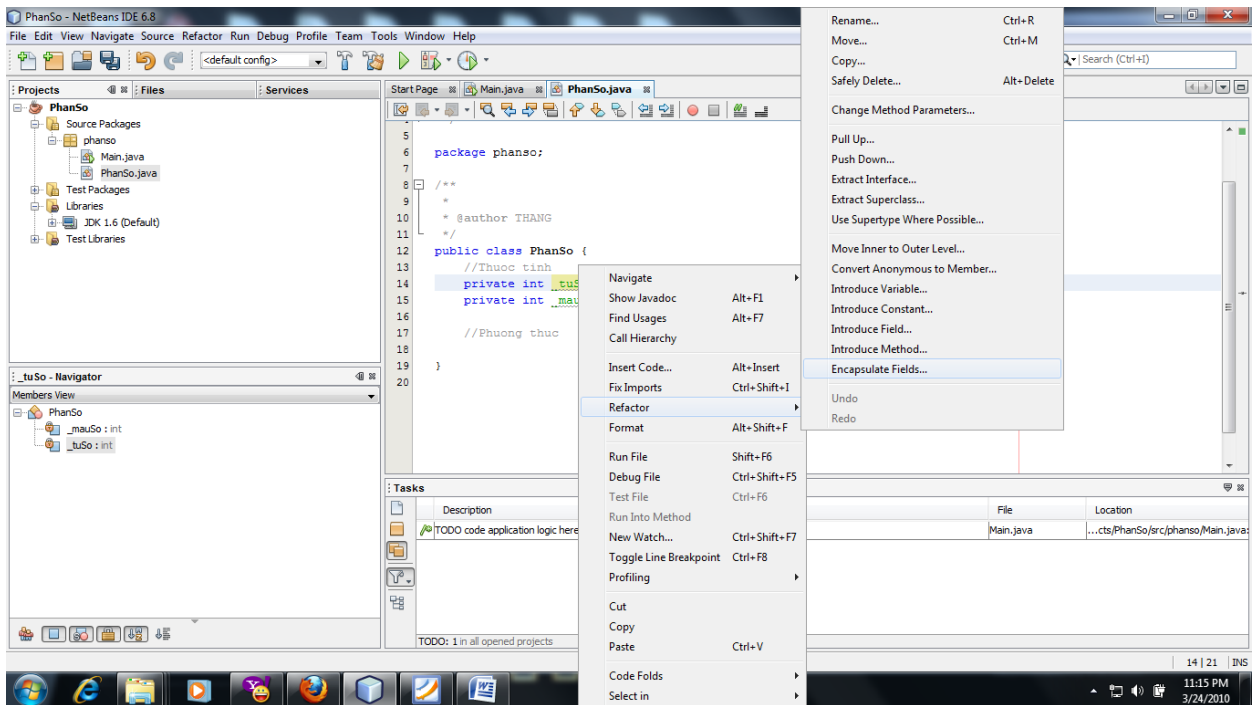 PhanSo - NetBeans IDE 6.8
File Edit View Navigate Source Refactor Run Debug Profile Team Tools Window Help
<default config>
Search (Ctrl+I)
Projects Files Services
PhanSo
Source Packages
phanso
Main.java
PhanSo.java
Test Packages
Libraries
JDK 1.6 (Default)
Test Libraries
_tuSo - Navigator
Members View
PhanSo
_mauSo : int
_tuSo : int
Start Page Main.java PhanSo.java
5
6 package phanso;
7
8 /**
9 *
10 * @author THANG
11 */
12 public class PhanSo {
13 //Thuoc tinh
14 private int _tuS
15 private int _mau
16
17 //Phuong thuc
18
19 }
20
Navigate
Show Javadoc Alt+F1
Find Usages Alt+F7
Call Hierarchy
Insert Code... Alt+Insert
Fix Imports Ctrl+Shift+I
Refactor
Format Alt+Shift+F
Run File Shift+F6
Debug File Ctrl+Shift+F5
Test File Ctrl+F6
Run Into Method
New Watch... Ctrl+Shift+F7
Toggle Line Breakpoint Ctrl+F8
Profiling
Cut
Copy
Paste Ctrl+V
Code Folds
Select in
Rename... Ctrl+R
Move... Ctrl+M
Copy...
Safely Delete... Alt+Delete
Change Method Parameters...
Pull Up...
Push Down...
Extract Interface...
Extract Superclass...
Use Supertype Where Possible...
Move Inner to Outer Level...
Convert Anonymous to Member...
Introduce Variable...
Introduce Constant...
Introduce Field...
Introduce Method...
Encapsulate Fields...
Undo
Redo
Tasks
Description File Location
TODO code application logic here Main.java ...cts/PhanSo/src/phanso/Main.java:
TODO: 1 in all opened projects
14 | 21 INS
11:15 PM
3/24/2010